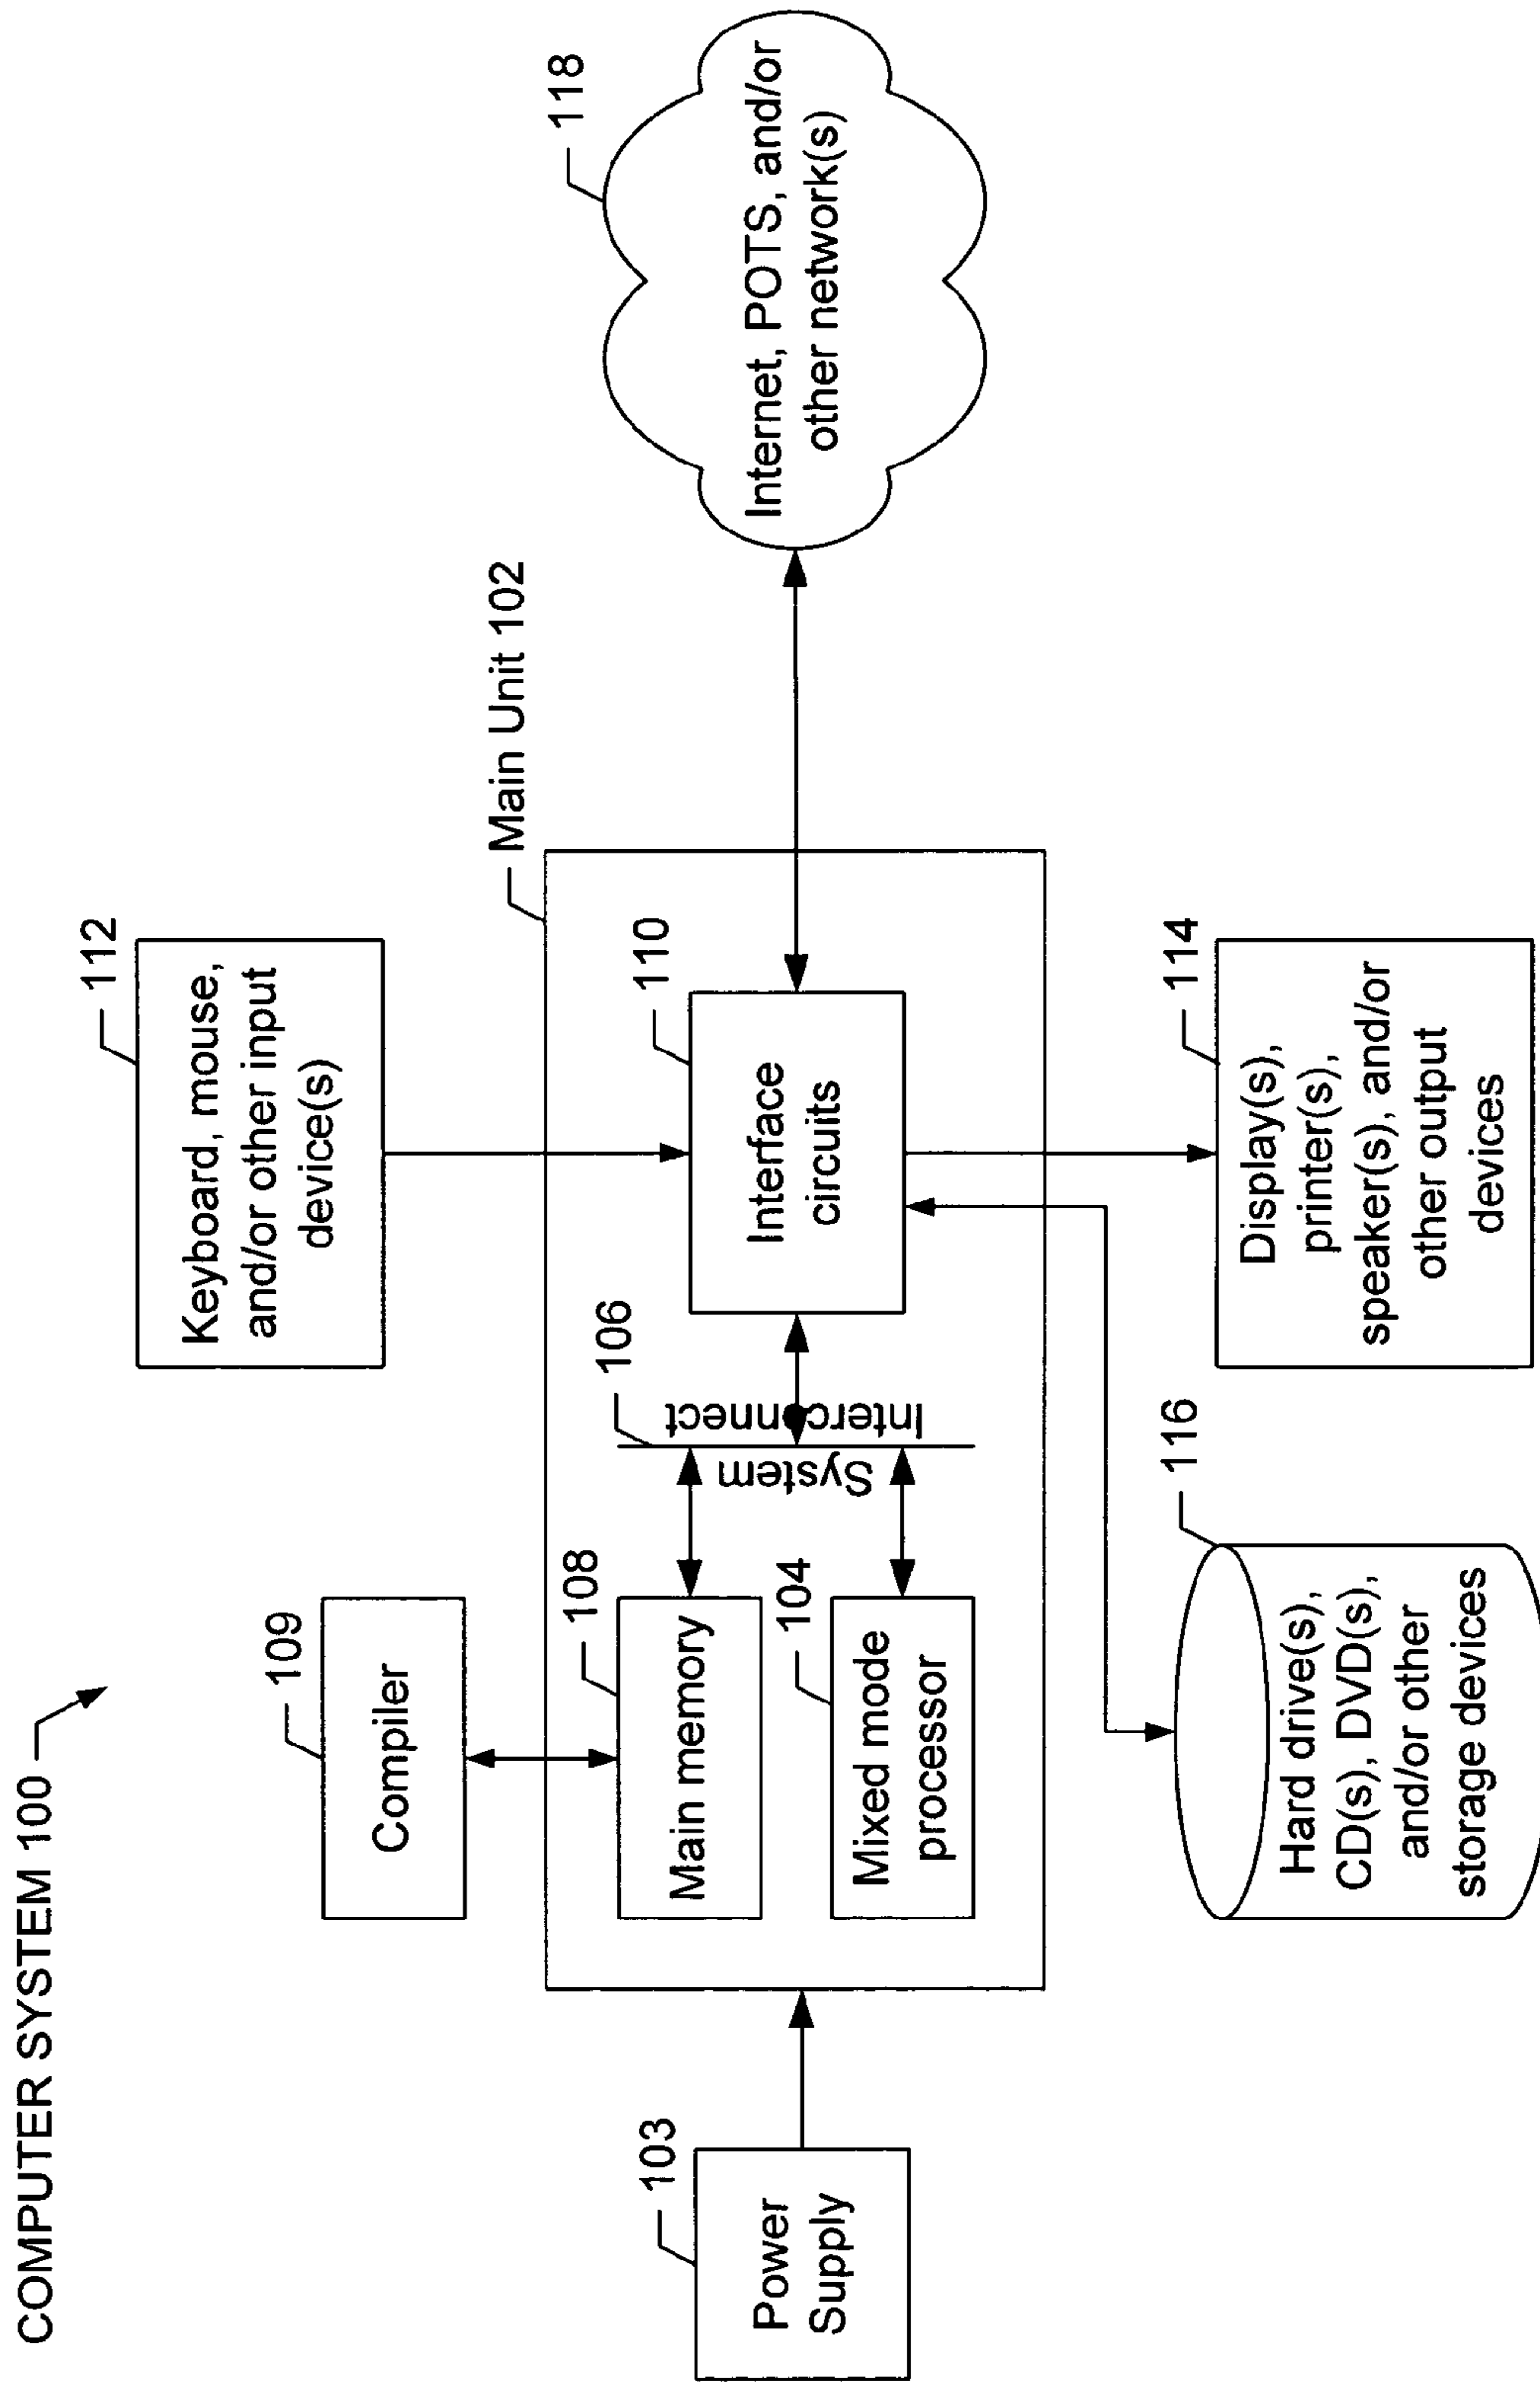 COMPUTER SYSTEM 100
112
Keyboard, mouse,
and/or other input
device(s)
109
Compiler
Main Unit 102
118
Internet, POTS, and/or
other network(s)
108
Main memory
106
System
Interconnect
110
Interface
circuits
103
Power
Supply
104
Mixed mode
processor
116
Hard drive(s),
CD(s), DVD(s),
and/or other
storage devices
114
Display(s),
printer(s),
speaker(s), and/or
other output
devices